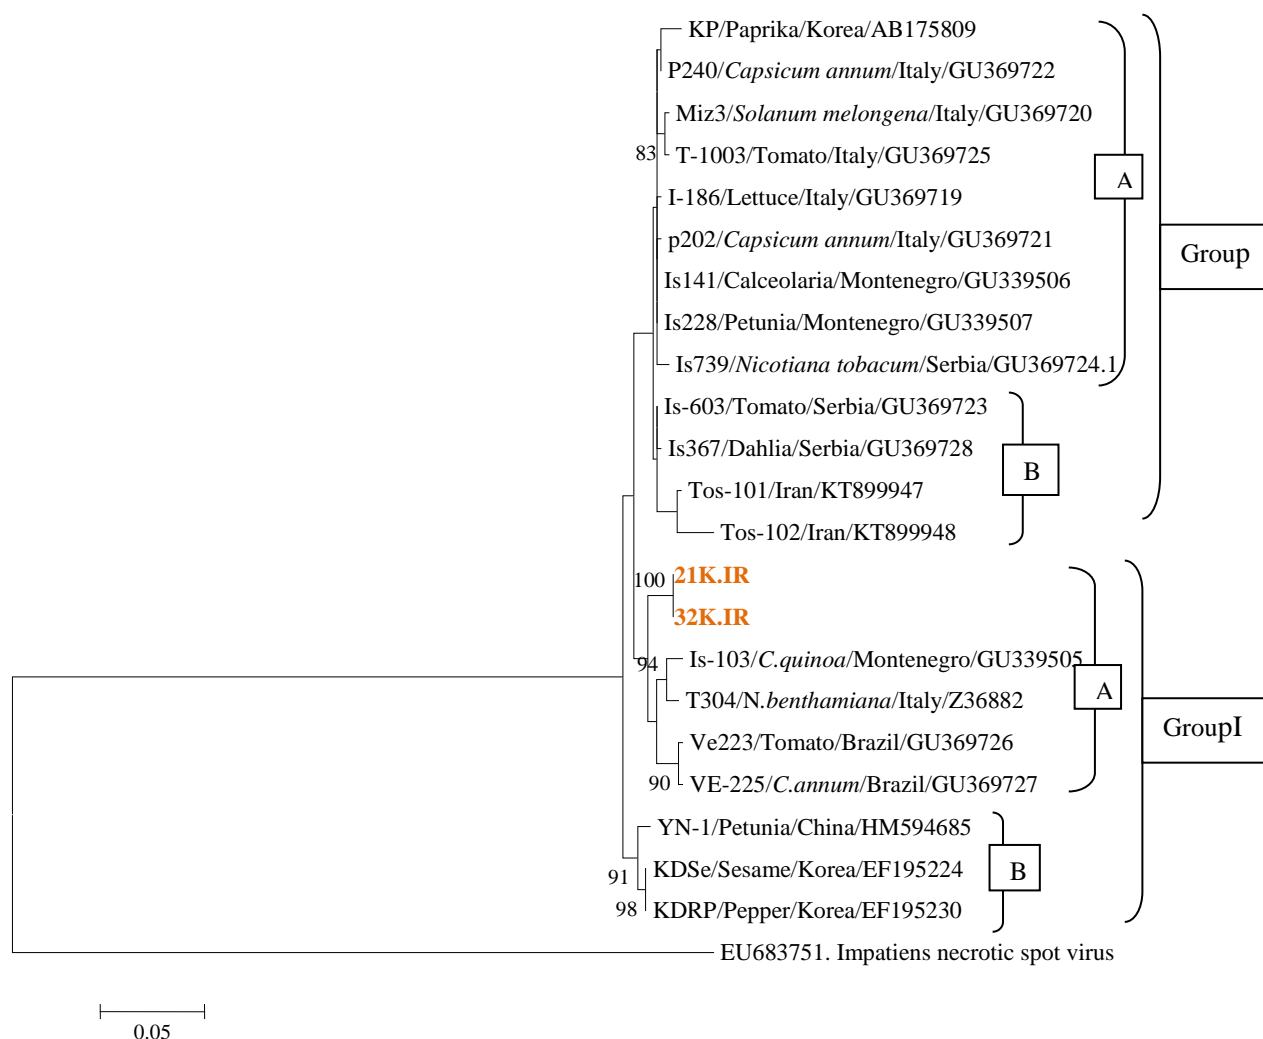 KP/Paprika/Korea/AB175809
P240/Capsicum annum/Italy/GU369722
Miz3/Solanum melongena/Italy/GU369720
83
T-1003/Tomato/Italy/GU369725
A
I-186/Lettuce/Italy/GU369719
p202/Capsicum annum/Italy/GU369721
Group
Is141/Calceolaria/Montenegro/GU339506
Is228/Petunia/Montenegro/GU339507
Is739/Nicotiana tobacum/Serbia/GU369724.1
Is-603/Tomato/Serbia/GU369723
Is367/Dahlia/Serbia/GU369728
B
Tos-101/Iran/KT899947
Tos-102/Iran/KT899948
100
21K.IR
32K.IR
94
Is-103/C.quinoa/Montenegro/GU339505
A
T304/N.benthamiana/Italy/Z36882
GroupI
Ve223/Tomato/Brazil/GU369726
90
VE-225/C.annum/Brazil/GU369727
YN-1/Petunia/China/HM594685
91
KDSe/Sesame/Korea/EF195224
B
98
KDRP/Pepper/Korea/EF195230
EU683751. Impatiens necrotic spot virus
0.05